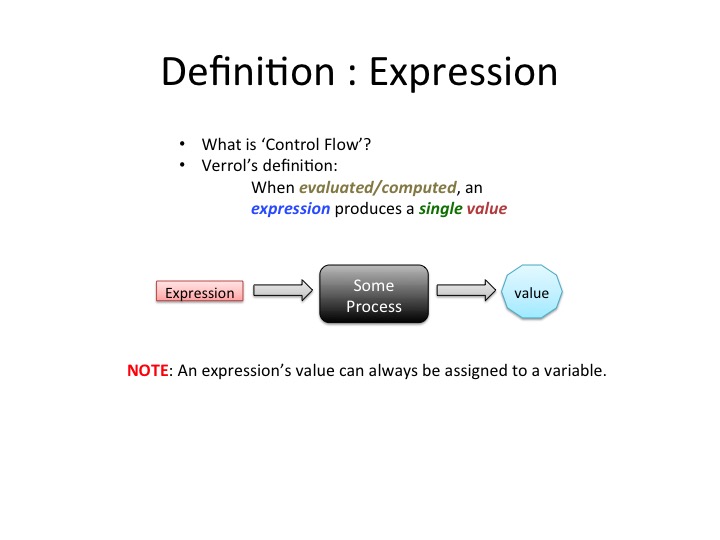 Definition : Expression
• What is ‘Control Flow’?
• Verrol’s definition:
When evaluated/computed, an
expression produces a single value
Expression
Some
Process
value
NOTE: An expression’s value can always be assigned to a variable.